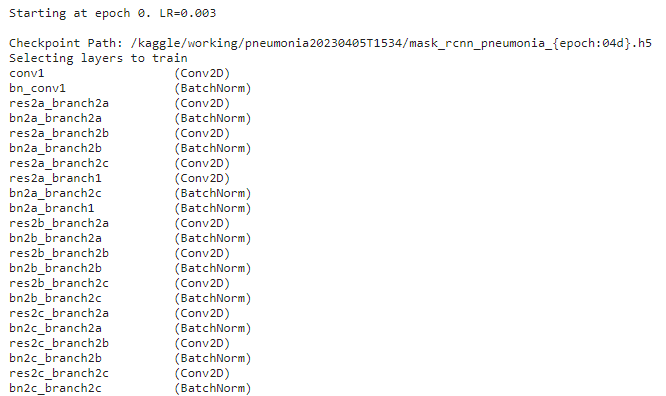 Starting at epoch 0. LR=0.003
Checkpoint Path: /kaggle/working/pneumonia20230405T1534/mask_rcnn_pneumonia_{epoch:04d}.h5
Selecting layers to train
conv1 (Conv2D)
bn_conv1 (BatchNorm)
res2a_branch2a (Conv2D)
bn2a_branch2a (BatchNorm)
res2a_branch2b (Conv2D)
bn2a_branch2b (BatchNorm)
res2a_branch2c (Conv2D)
res2a_branch1 (Conv2D)
bn2a_branch2c (BatchNorm)
bn2a_branch1 (BatchNorm)
res2b_branch2a (Conv2D)
bn2b_branch2a (BatchNorm)
res2b_branch2b (Conv2D)
bn2b_branch2b (BatchNorm)
res2b_branch2c (Conv2D)
bn2b_branch2c (BatchNorm)
res2c_branch2a (Conv2D)
bn2c_branch2a (BatchNorm)
res2c_branch2b (Conv2D)
bn2c_branch2b (BatchNorm)
res2c_branch2c (Conv2D)
bn2c_branch2c (BatchNorm)